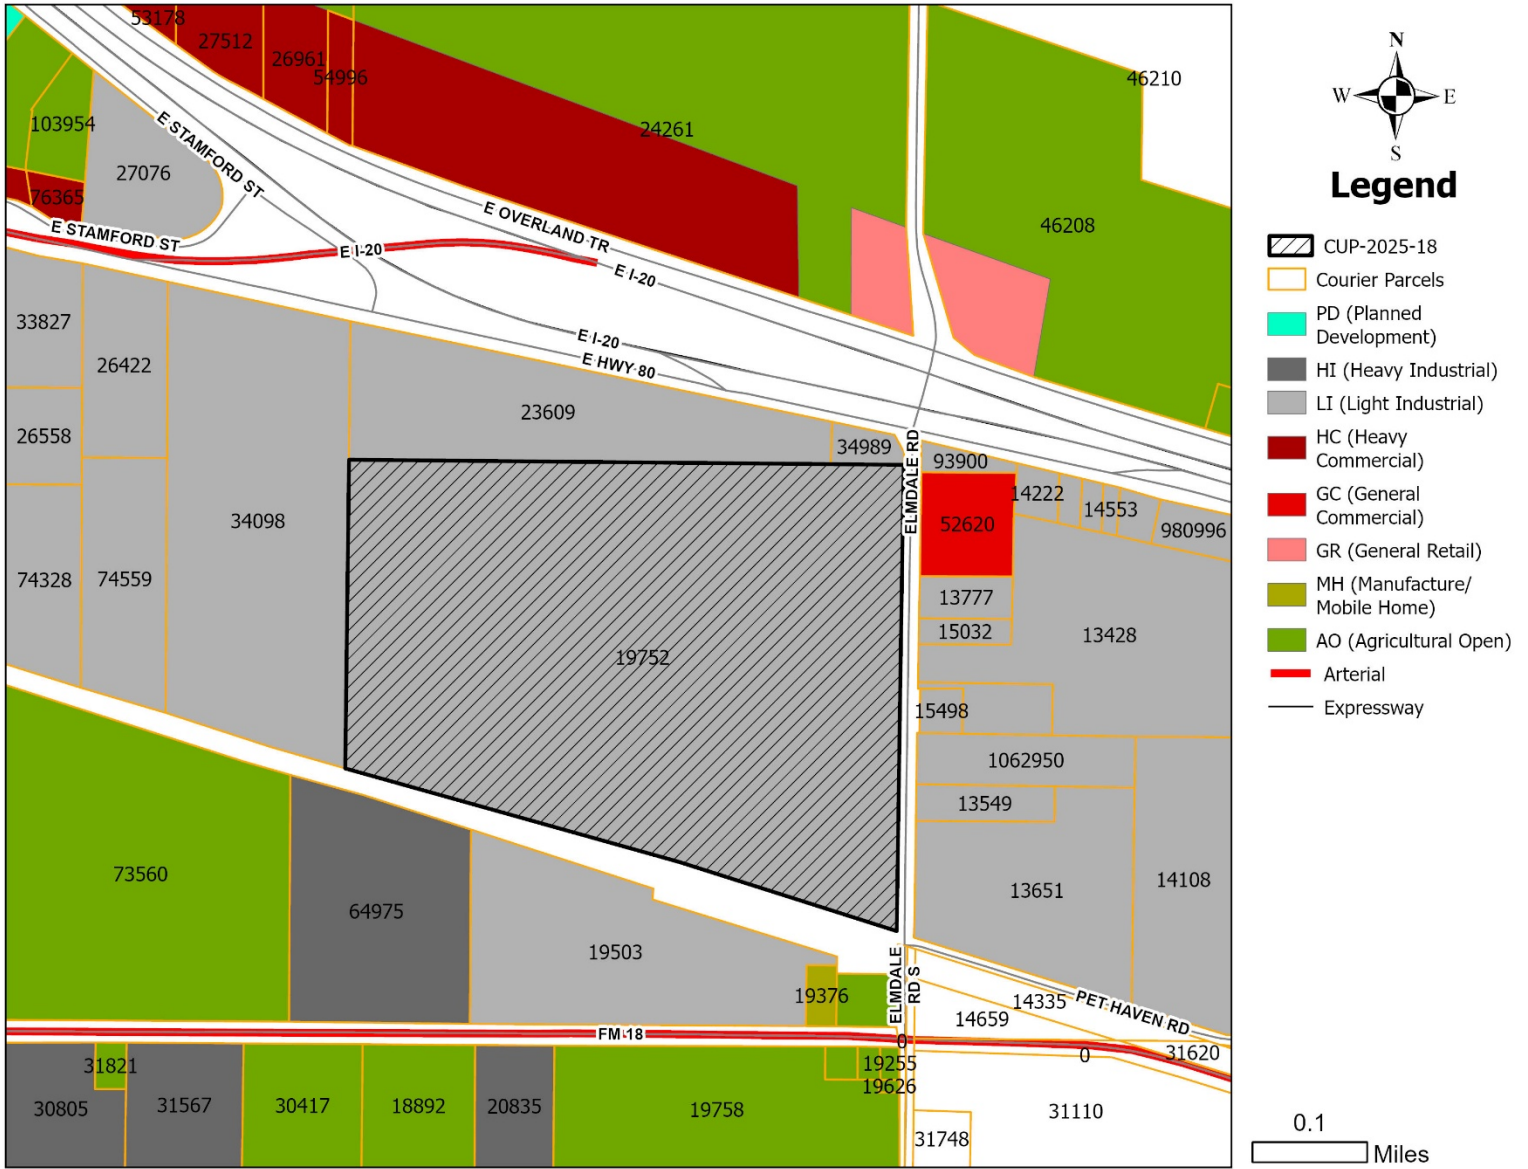 53178
27512
26961
54996
24261
46210
103954
27076
E STAMFORD ST
76365
E STAMFORD ST
E OVERLAND TR
E I-20
E I-20
46208
33827
26422
E I-20
E HWY 80
23609
26558
34989
ELMDALE RD
93900
14222
14553
52620
980996
34098
74328
74559
13777
15032
13428
19752
15498
1062950
13549
73560
64975
13651
14108
19503
19376
ELMDALE
RD S
14335
PET HAVEN RD
14659
FM 18
0
0
31620
31821
19255
19626
30805
31567
30417
18892
20835
19758
31110
31748
N
W
E
S
Legend
CUP-2025-18
Courier Parcels
PD (Planned
Development)
HI (Heavy Industrial)
LI (Light Industrial)
HC (Heavy
Commercial)
GC (General
Commercial)
GR (General Retail)
MH (Manufacture/
Mobile Home)
AO (Agricultural Open)
Arterial
Expressway
0.1
Miles